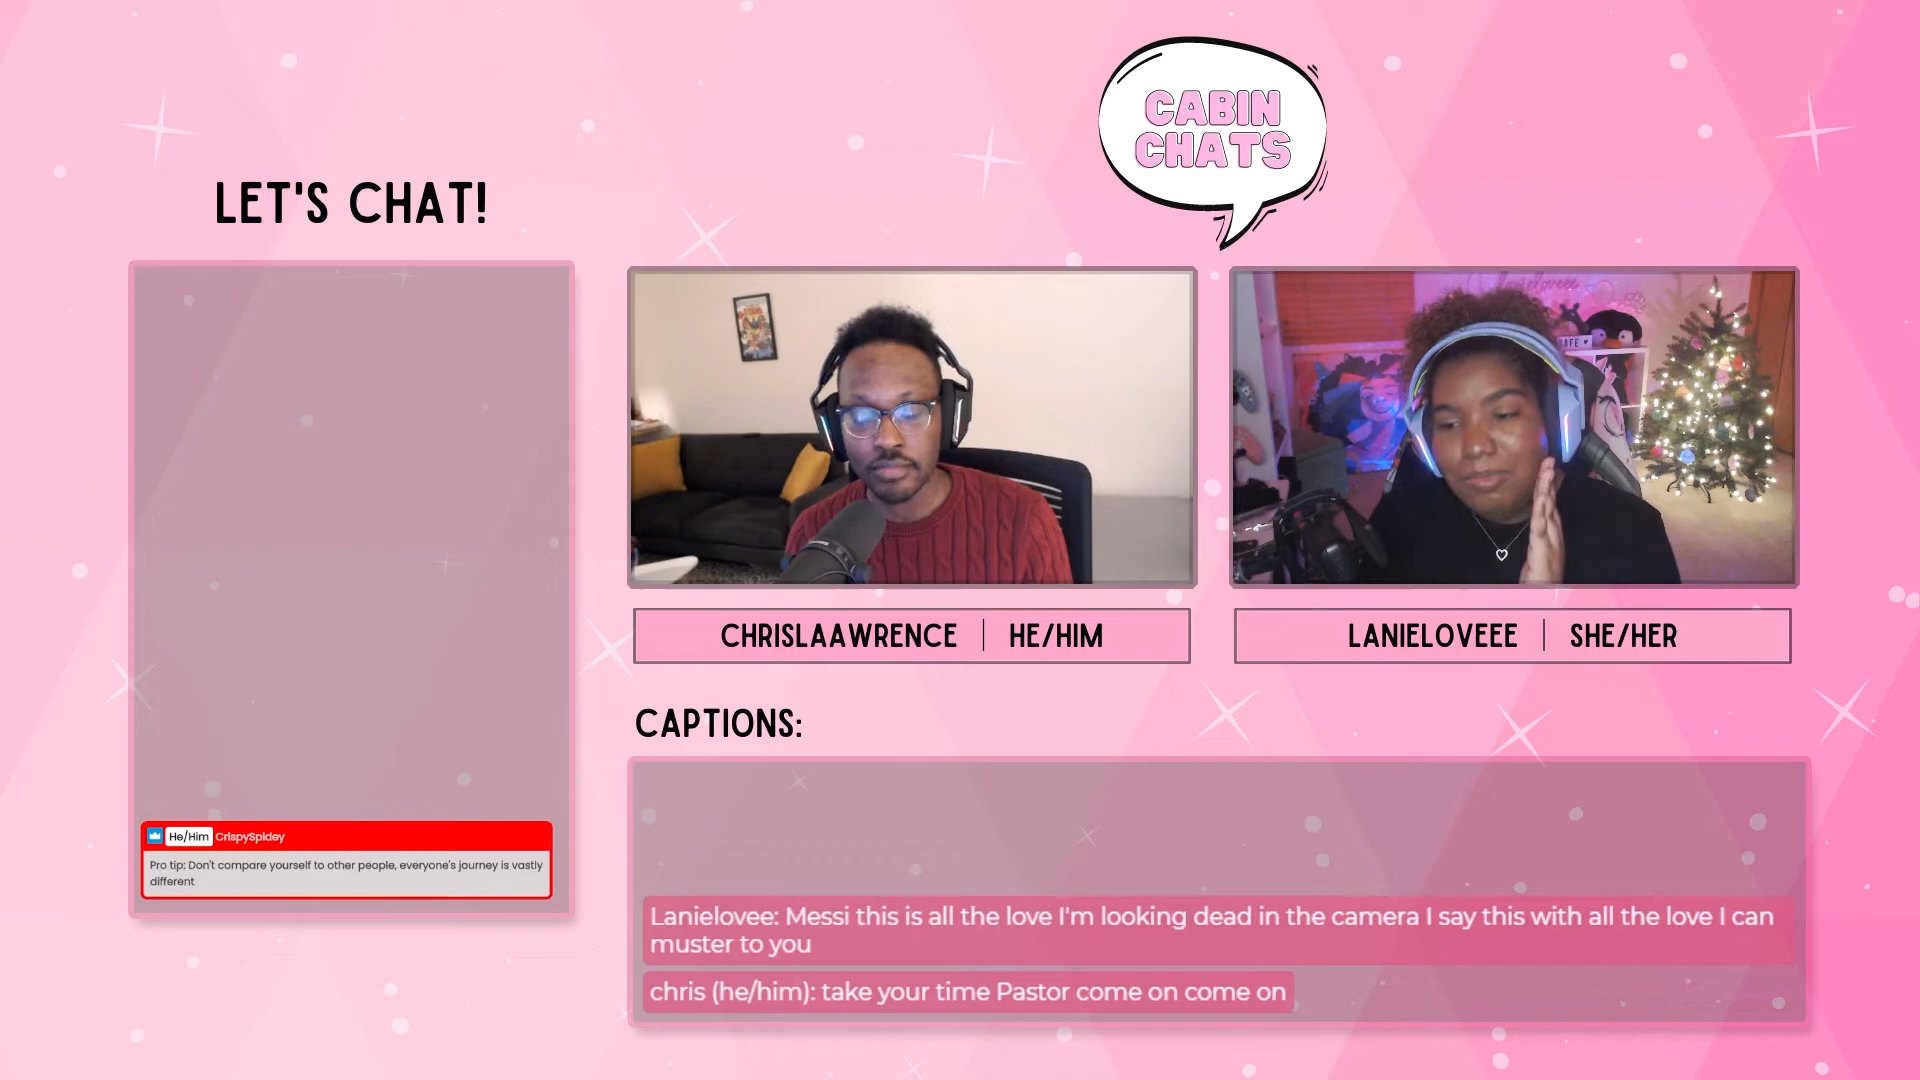 CABIN
CHATS
LET'S CHAT!
CHRISLAAWRENCE | HE/HIM
LANIELOVEEE | SHE/HER
CAPTIONS:
He/Him CrispySpidey
Pro tip: Don't compare yourself to other people, everyone's journey is vastly
different
Lanielovee: Messi this is all the love I'm looking dead in the camera I say this with all the love I can
muster to you
chris (he/him): take your time Pastor come on come on